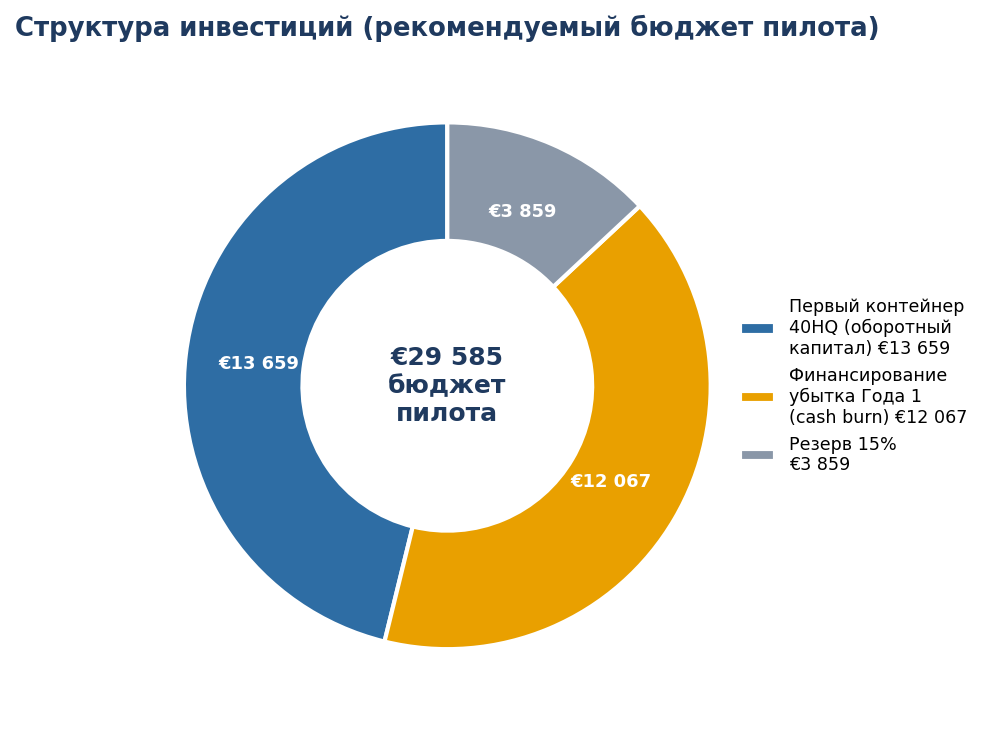 Структура инвестиций (рекомендуемый бюджет пилота)
€3 859
€13 659
€29 585
бюджет
пилота
€12 067
Первый контейнер
40HQ (оборотный
капитал) €13 659
Финансирование
убытка Года 1
(cash burn) €12 067
Резерв 15%
€3 859